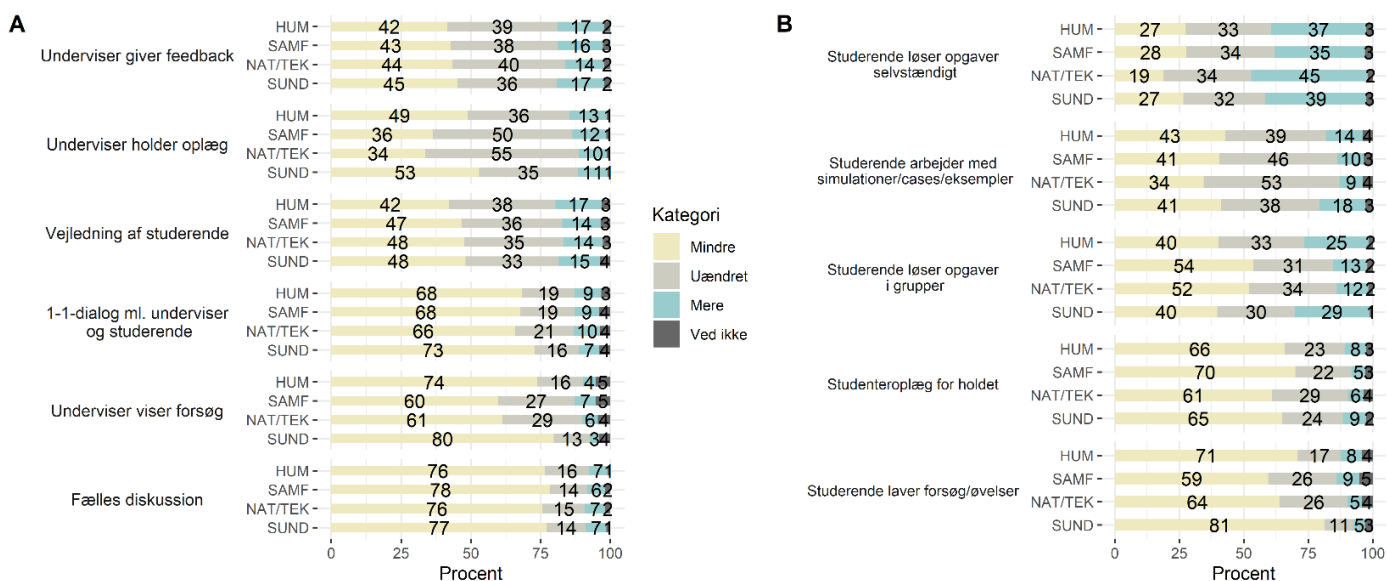 A
Underviser giver feedback
HUM 42 39 17 2
SAMF 43 38 16 3
NAT/TEK 44 40 14 2
SUND 45 36 17 2
Underviser holder oplæg
HUM 49 36 13 1
SAMF 36 50 12 1
NAT/TEK 34 55 10 1
SUND 53 35 11 1
Vejledning af studerende
HUM 42 38 17 3
SAMF 47 36 14 3
NAT/TEK 48 35 14 3
SUND 48 33 15 4
1-1-dialog ml. underviser
og studerende
HUM 68 19 9 3
SAMF 68 19 9 4
NAT/TEK 66 21 10 4
SUND 73 16 7 4
Underviser viser forsøg
HUM 74 16 4 5
SAMF 60 27 7 5
NAT/TEK 61 29 6 4
SUND 80 13 3 4
Fælles diskussion
HUM 76 16 7 1
SAMF 78 14 6 2
NAT/TEK 76 15 7 2
SUND 77 14 7 1
0 25 50 75 100
Procent
Kategori
Mindre
Uændret
Mere
Ved ikke
B
Studerende løser opgaver
selvstændigt
HUM 27 33 37 3
SAMF 28 34 35 3
NAT/TEK 19 34 45 2
SUND 27 32 39 3
Studerende arbejder med
simulationer/cases/eksempler
HUM 43 39 14 4
SAMF 41 46 10 3
NAT/TEK 34 53 9 4
SUND 41 38 18 3
Studerende løser opgaver
i grupper
HUM 40 33 25 2
SAMF 54 31 13 2
NAT/TEK 52 34 12 2
SUND 40 30 29 1
Studenteroplæg for holdet
HUM 66 23 8 3
SAMF 70 22 5 3
NAT/TEK 61 29 6 4
SUND 65 24 9 2
Studerende laver forsøg/øvelser
HUM 71 17 8 4
SAMF 59 26 9 5
NAT/TEK 64 26 5 4
SUND 81 11 5 3
0 25 50 75 100
Procent